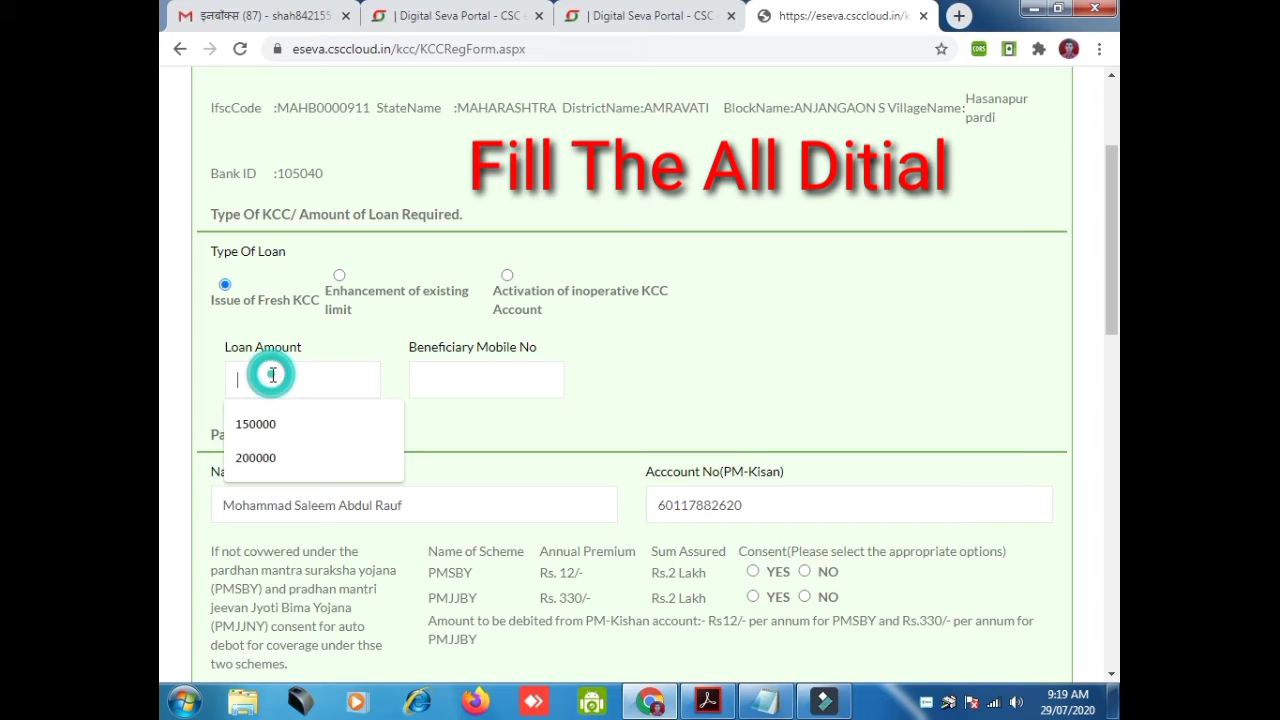 इनबॉक्स (87) - shah842155
| Digital Seva Portal - CSC e
| Digital Seva Portal - CSC e
https://eseva.csccloud.in/k
eseva.csccloud.in/kcc/KCCRegForm.aspx
IfscCode :MAHB0000911 StateName :MAHARASHTRA DistrictName:AMRAVATI BlockName:ANJANGAON S VillageName: Hasanapur
pardi
Fill The All Ditial
Bank ID :105040
Type Of KCC/ Amount of Loan Required.
Type Of Loan
Issue of Fresh KCC
Enhancement of existing
limit
Activation of inoperative KCC
Account
Loan Amount
Beneficiary Mobile No
150000
200000
Pa
Na
Acccount No(PM-Kisan)
Mohammad Saleem Abdul Rauf
60117882620
If not covwered under the
pardhan mantra suraksha yojana
(PMSBY) and pradhan mantri
jeevan Jyoti Bima Yojana
(PMJJNY) consent for auto
debot for coverage under thse
two schemes.
Name of Scheme Annual Premium Sum Assured Consent(Please select the appropriate options)
PMSBY Rs. 12/- Rs.2 Lakh YES NO
PMJJBY Rs. 330/- Rs.2 Lakh YES NO
Amount to be debited from PM-Kishan account:- Rs12/- per annum for PMSBY and Rs.330/- per annum for
PMJJBY
9:19 AM
29/07/2020